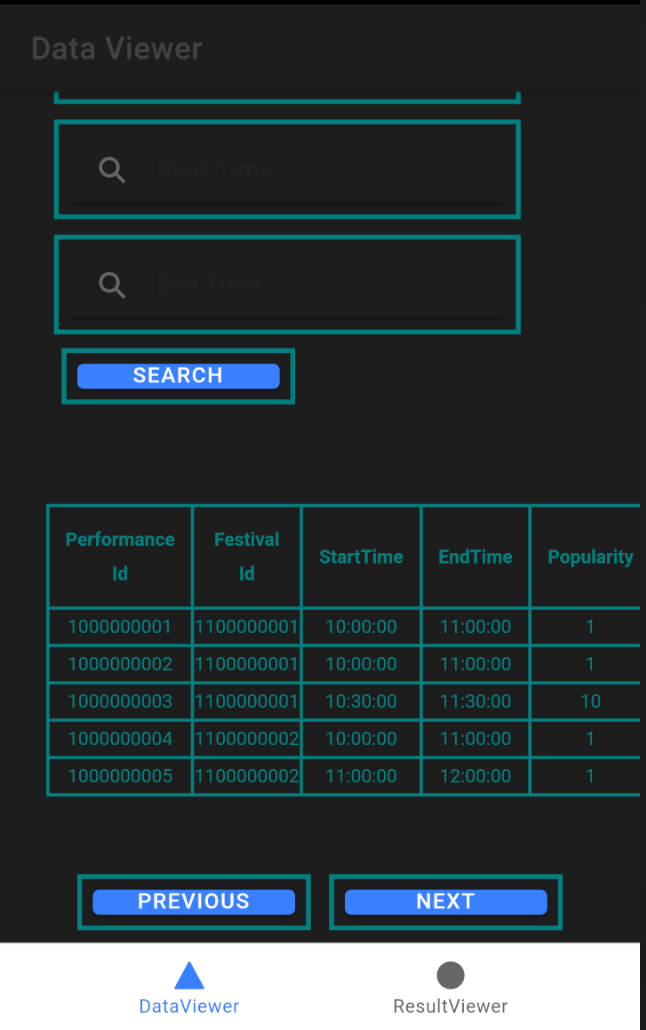 Data Viewer
Start Time
End Time
SEARCH
Performance Id Festival Id StartTime EndTime Popularity
1000000001 1100000001 10:00:00 11:00:00 1
1000000002 1100000001 10:00:00 11:00:00 1
1000000003 1100000001 10:30:00 11:30:00 10
1000000004 1100000002 10:00:00 11:00:00 1
1000000005 1100000002 11:00:00 12:00:00 1
PREVIOUS NEXT
DataViewer ResultViewer